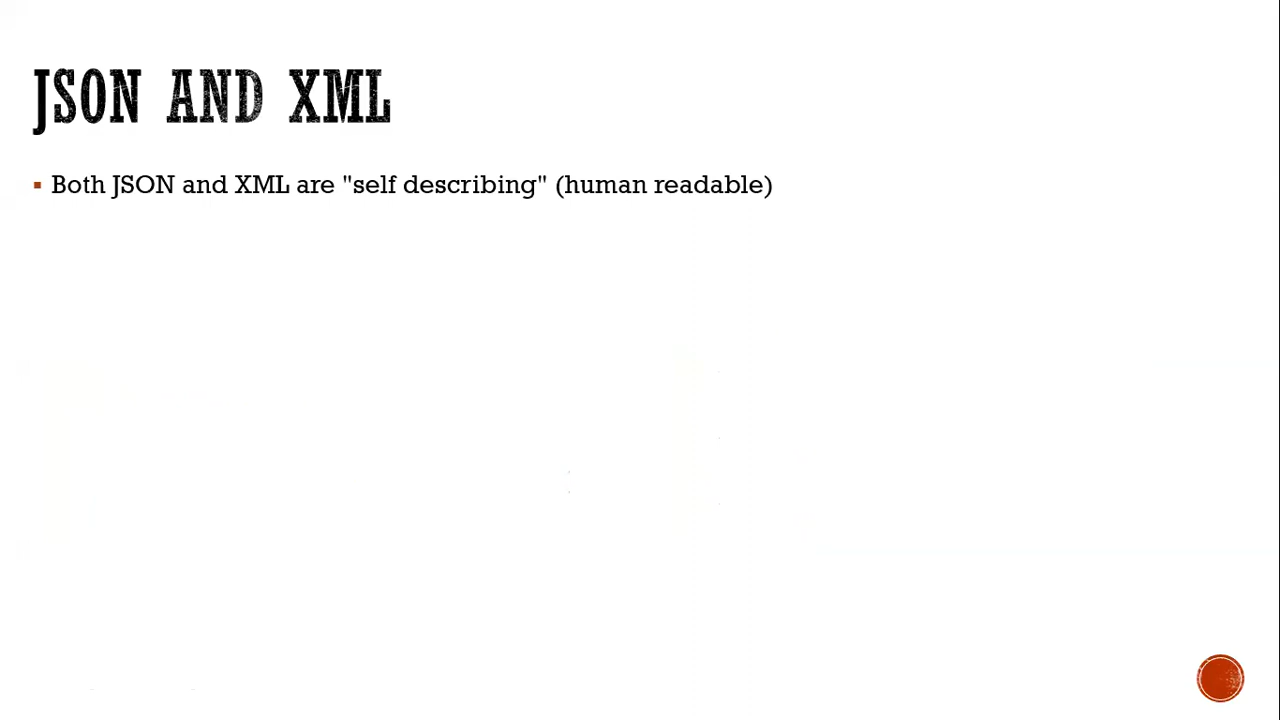 JSON AND XML
Both JSON and XML are "self describing" (human readable)